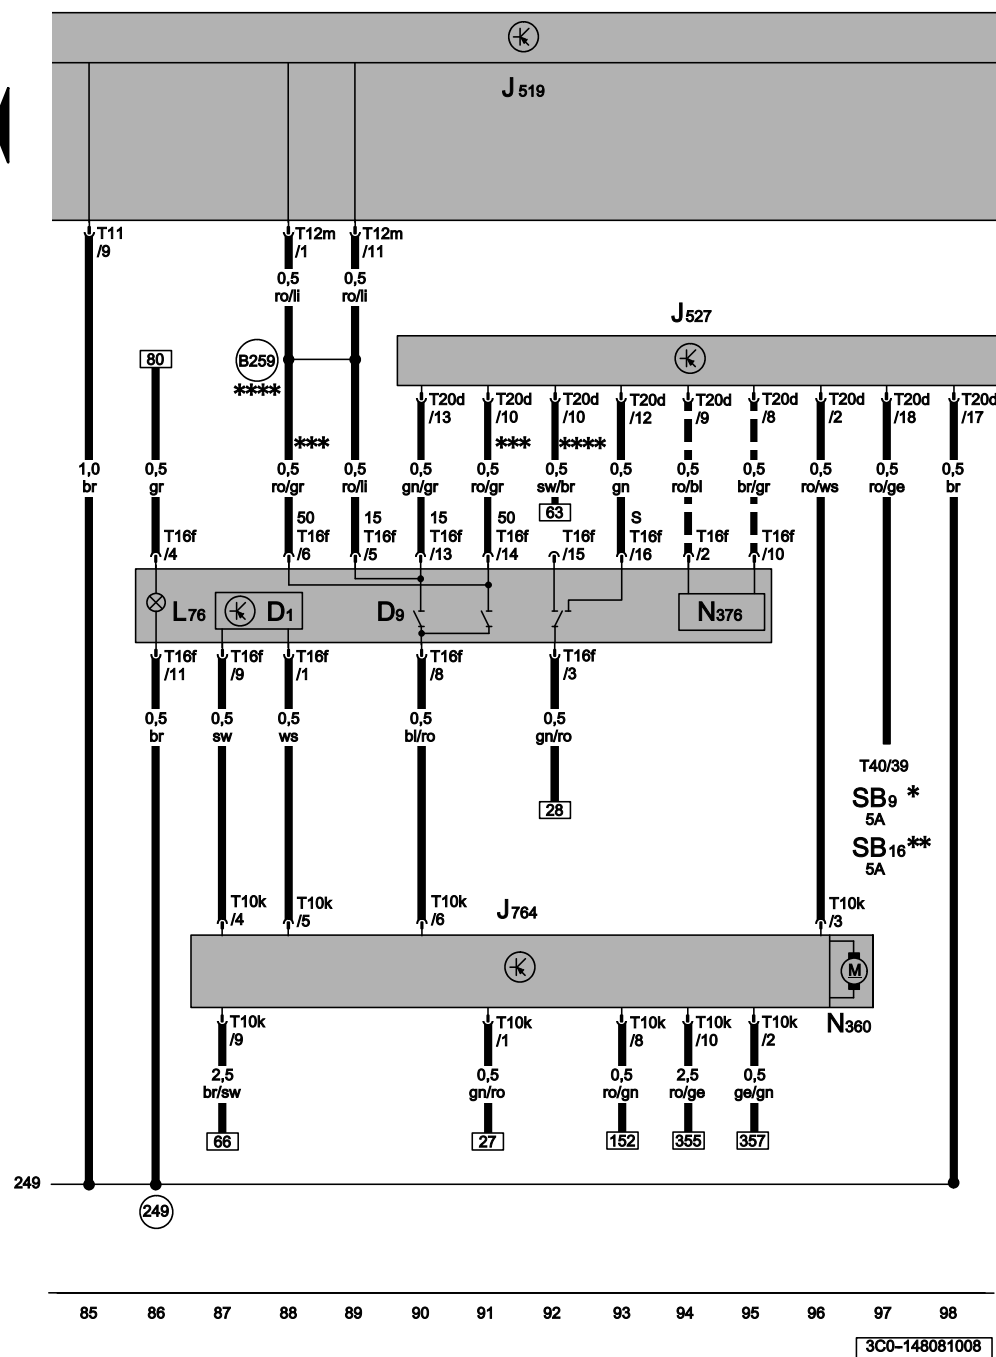 J519
T11 T12m T12m
/9 /1 /11
0,5 0,5
ro/li ro/li
J527
80 B259
****
T20d T20d T20d T20d T20d T20d T20d T20d T20d
/13 /10 /10 /12 /9 /8 /2 /18 /17
*** *** ****
1,0 0,5 0,5 0,5 0,5 0,5 0,5 0,5 0,5 0,5 0,5 0,5 0,5
br gr ro/gr ro/li gn/gr ro/gr sw/br gn ro/bl br/gr ro/ws ro/ge br
63
50 15 15 50 S
T16f T16f T16f T16f T16f T16f T16f T16f T16f
/4 /6 /5 /13 /14 /15 /16 /2 /10
L76 D1 D9 N376
T16f T16f T16f T16f T16f
/11 /9 /1 /8 /3
0,5 0,5 0,5 0,5 0,5
br sw ws bl/ro gn/ro
T40/39
SB9 *
5A
28
SB16**
5A
T10k T10k T10k T10k
/4 /5 /6 /3
J764
M
N360
T10k T10k T10k T10k T10k
/9 /1 /8 /10 /2
2,5 0,5 0,5 2,5 0,5
br/sw gn/ro ro/gn ro/ge ge/gn
66 27 152 355 357
249
249
85 86 87 88 89 90 91 92 93 94 95 96 97 98
3C0-148081008